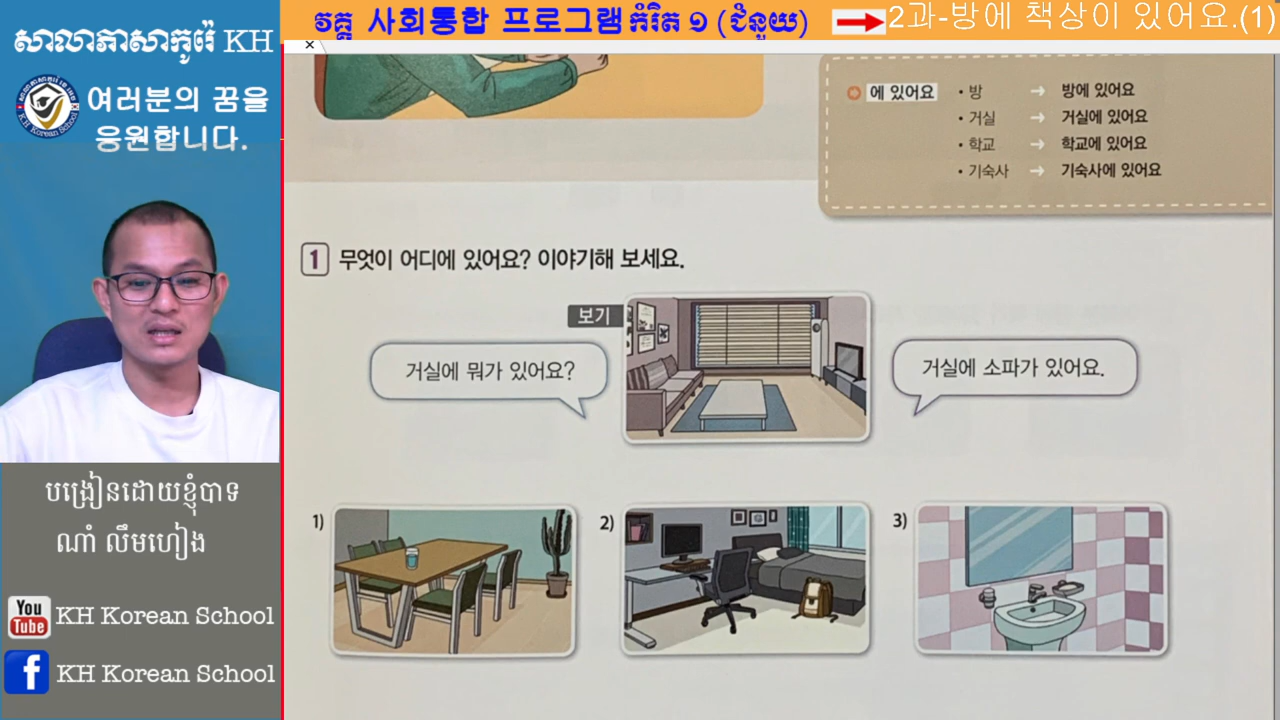 សាលាភាសាកូរ៉េ KH
여러분의 꿈을
응원합니다.
វគ្គ 사회통합 프로그램 កំរិត ១ (ជំនួយ)
2과-방에 책상이 있어요.(1)
에 있어요
• 방 → 방에 있어요
• 거실 → 거실에 있어요
• 학교 → 학교에 있어요
• 기숙사 → 기숙사에 있어요
1 무엇이 어디에 있어요? 이야기해 보세요.
보기
거실에 뭐가 있어요?
거실에 소파가 있어요.
1)
2)
3)
បង្រៀនដោយខ្ញុំបាទ
ណាំ លឹមហៀង
You
Tube
KH Korean School
f KH Korean School